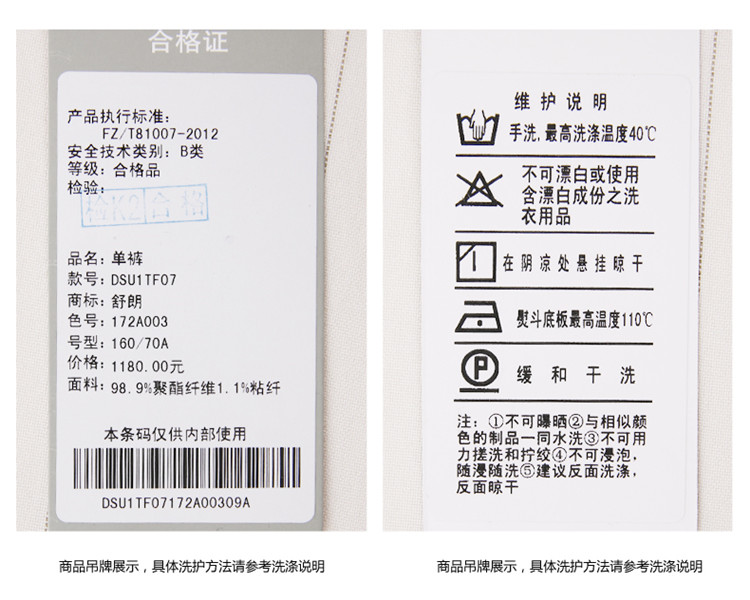 合格证
产品执行标准:
FZ/T81007-2012
安全技术类别: B类
等级: 合格品
检验:
检K2 合格
品名: 单裤
款号: DSU1TF07
商标: 舒朗
色号: 172A003
号型: 160/70A
价格: 1180.00元
面料: 98.9%聚酯纤维1.1%粘纤
本条码仅供内部使用
DSU1TF07172A00309A
商品吊牌展示，具体洗护方法请参考洗涤说明
维护说明
手洗,最高洗涤温度40℃
不可漂白或使用
含漂白成份之洗
衣用品
在阴凉处悬挂晾干
熨斗底板最高温度110℃
P
缓和干洗
注: ①不可曝晒②与相似颜
色的制品一同水洗③不可用
力搓洗和拧绞④不可浸泡,
随浸随洗⑤建议反面洗涤,
反面晾干
商品吊牌展示，具体洗护方法请参考洗涤说明